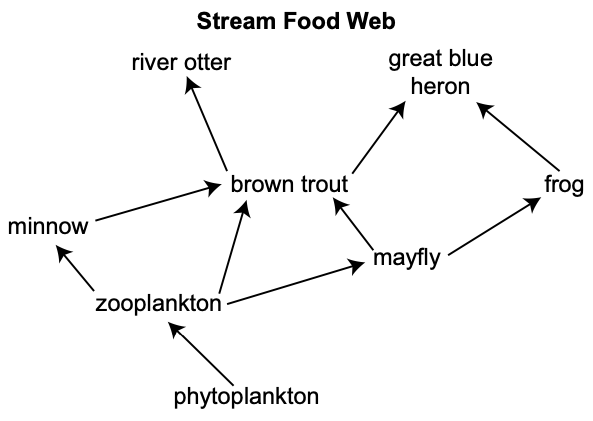 Stream Food Web
river otter
great blue
heron
brown trout
frog
minnow
mayfly
zooplankton
phytoplankton